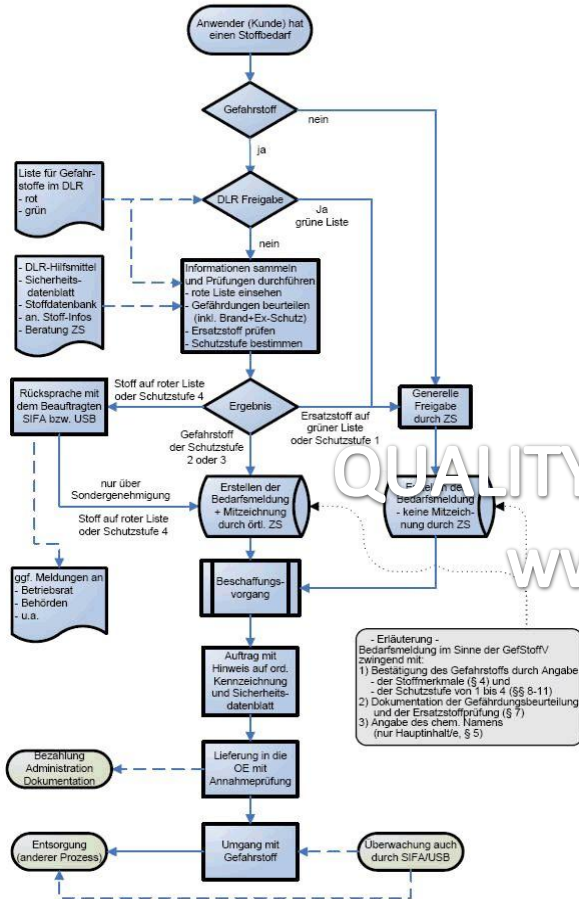 Anwender (Kunde) hat
einen Stoffbedarf
Gefahrstoff
nein
ja
Liste für Gefahr-
stoffe im DLR
- rot
- grün
DLR Freigabe
Ja
grüne Liste
nein
- DLR-Hilfsmittel
- Sicherheits-
datenblatt
- Stoffdatenbank
- an. Stoff-Infos
- Beratung ZS
Informationen sammeln
und Prüfungen durchführen
- rote Liste einsehen
- Gefährdungen beurteilen
(inkl. Brand+Ex-Schutz)
- Ersatzstoff prüfen
- Schutzstufe bestimmen
Rücksprache mit
dem Beauftragten
SIFA bzw. USB
Stoff auf roter Liste
oder Schutzstufe 4
Ergebnis
Ersatzstoff auf
grüner Liste
oder Schutzstufe 1
Generelle
Freigabe
durch ZS
Gefahrstoff
der Schutzstufe
2 oder 3
nur über
Sondergenehmigung
Stoff auf roter Liste
oder Schutzstufe 4
Erstellen der
Bedarfsmeldung
+ Mitzeichnung
durch örtl. ZS
Erstellen der
Bedarfsmeldung
- keine Mitzeich-
nung durch ZS
QUALITY
ww
ggf. Meldungen an
- Betriebsrat
- Behörden
- u.a.
Beschaffungs-
vorgang
Auftrag mit
Hinweis auf ord.
Kennzeichnung
und Sicherheits-
datenblatt
- Erläuterung -
Bedarfsmeldung im Sinne der GefStoffV
zwingend mit:
1) Bestätigung des Gefahrstoffs durch Angabe
- der Stoffmerkmale (§ 4) und
- der Schutzstufe von 1 bis 4 (§§ 8-11)
2) Dokumentation der Gefährdungsbeurteilung
und der Ersatzstoffprüfung (§ 7)
3) Angabe des chem. Namens
(nur Hauptinhalt/e, § 5)
Bezahlung
Administration
Dokumentation
Lieferung in die
OE mit
Annahmeprüfung
Entsorgung
(anderer Prozess)
Umgang mit
Gefahrstoff
Überwachung auch
durch SIFA/USB